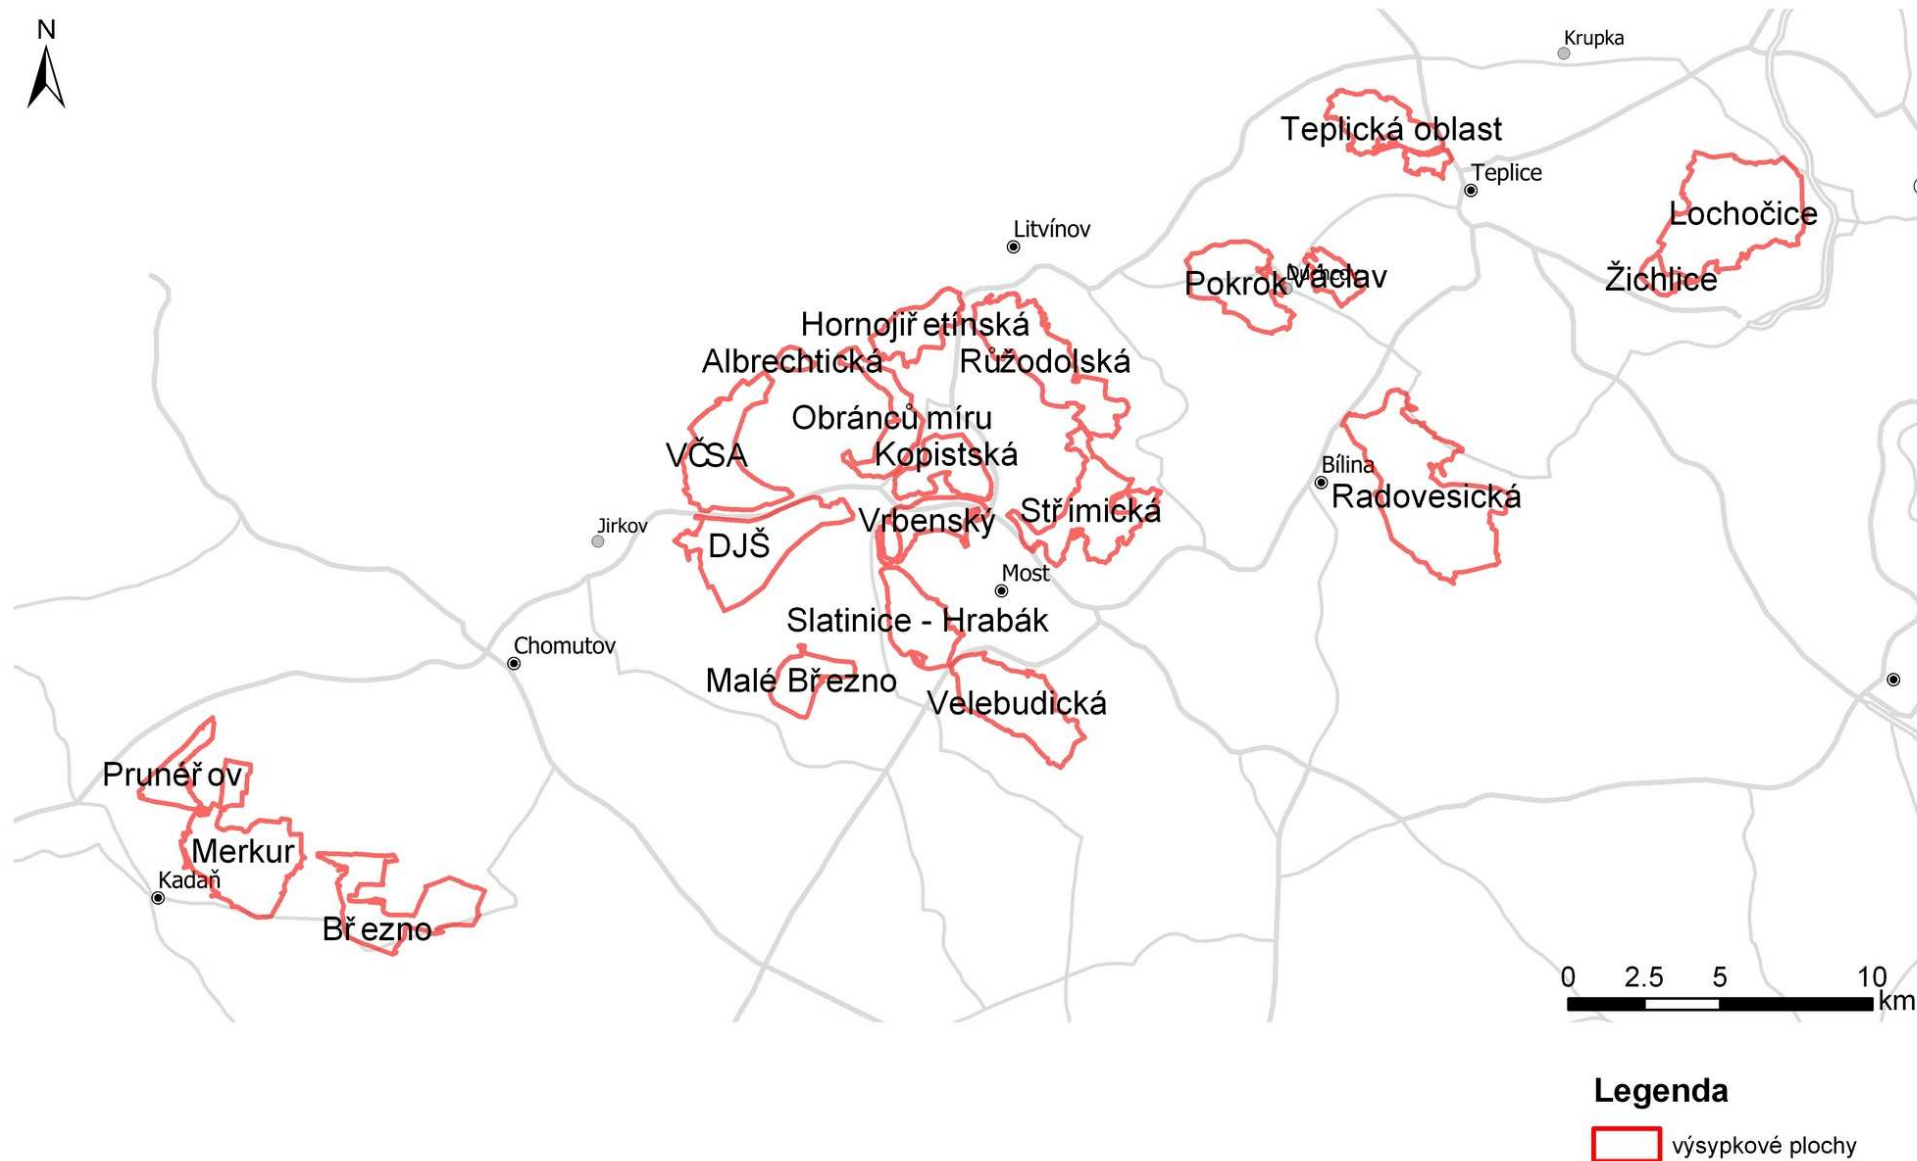 N
Krupka
Teplická oblast
Teplice
Lochočice
Litvínov
Žichlice
Pokrok
Václav
Hornojiřetínská
Albrechtická
Růžodolská
Obránců míru
VČSA
Kopistská
Bílina
Radovesická
Střimická
Vrbenský
Jirkov
DJŠ
Most
Slatinice - Hrabák
Chomutov
Malé Březno
Velebudická
Prunéřov
Merkur
Kadaň
Březno
0 2.5 5 10
km
Legenda
výsypkové plochy